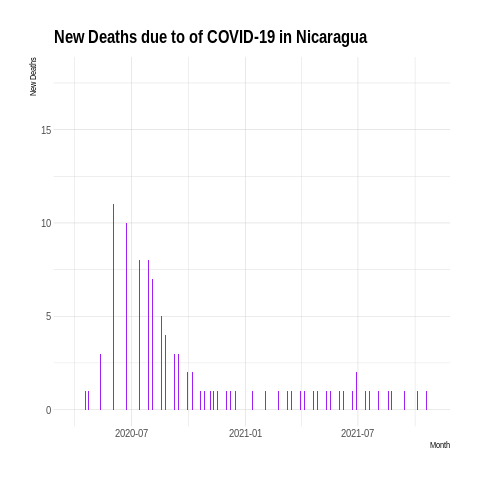 New Deaths due to of COVID-19 in Nicaragua
New Deaths
15
10
5
0
2020-07
2021-01
2021-07
Month